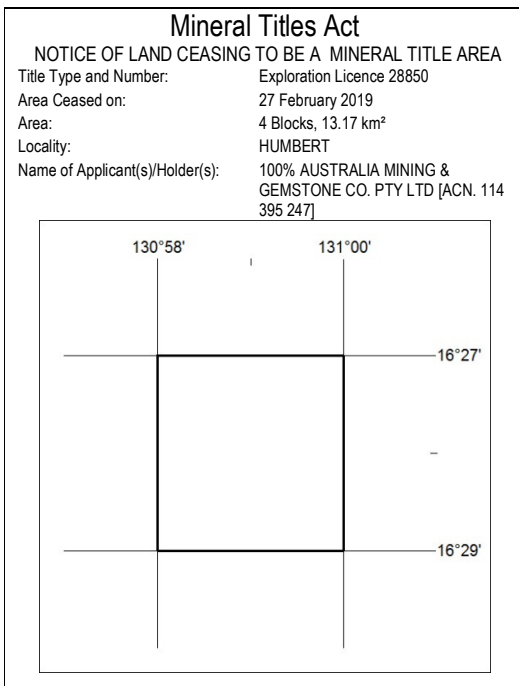 Mineral Titles Act
NOTICE OF LAND CEASING TO BE A MINERAL TITLE AREA
Title Type and Number: Exploration Licence 28850
Area Ceased on: 27 February 2019
Area: 4 Blocks, 13.17 km²
Locality: HUMBERT
Name of Applicant(s)/Holder(s): 100% AUSTRALIA MINING &
GEMSTONE CO. PTY LTD [ACN. 114
395 247]
130°58' 131°00'
16°27'
16°29'